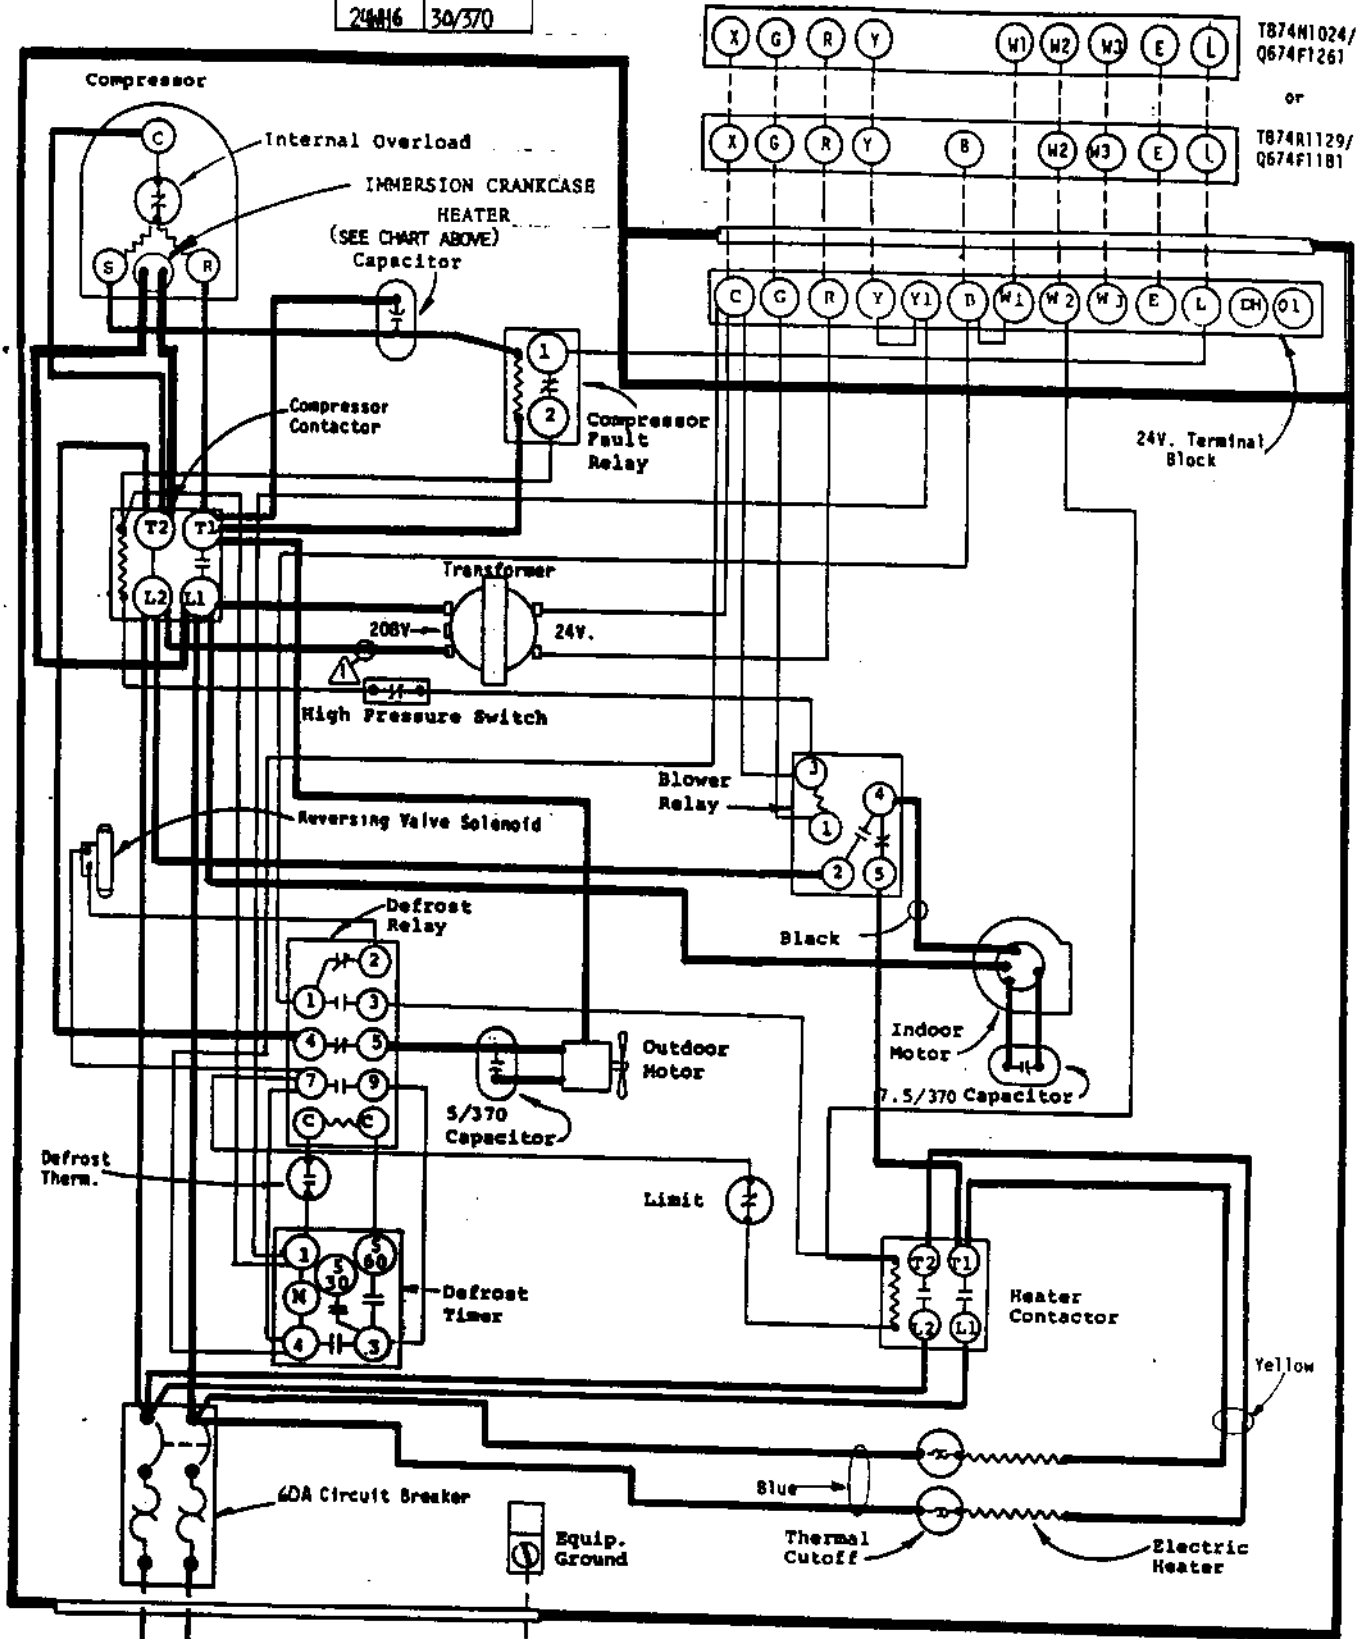 30/370
X G R Y W1 W2 W3 E L
T874N1024/
Q674F1261
or
X G R Y B W2 W3 E L
T874R1129/
Q674F1181
Compressor
C
Internal Overload
IMMERSION CRANKCASE
HEATER
(SEE CHART ABOVE)
Capacitor
S R
C G R Y Y1 B W1 W2 W3 E L DH O1
1
2
Compressor
Fault
Relay
24V. Terminal
Block
Compressor
Contactor
T2 T1
L2 L1
Transformer
208V
24V.
1
High Pressure Switch
Blower
Relay
3
4
1
2 5
Reversing Valve Solenoid
Defrost
Relay
2
1 3
4 5
7 9
C C
Black
Indoor
Motor
7.5/370 Capacitor
Outdoor
Motor
5/370
Capacitor
Defrost
Therm.
Limit
1
S
30
S
60
M
4 3
Defrost
Timer
T2 T1
L2 L1
Heater
Contactor
Yellow
60A Circuit Breaker
Blue
Equip.
Ground
Thermal
Cutoff
Electric
Heater